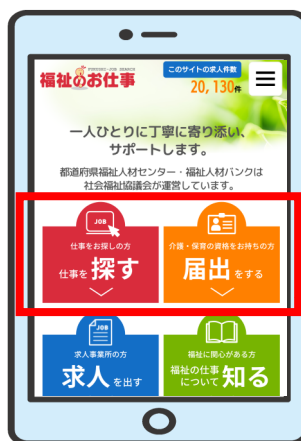 福祉のお仕事
このサイトの求人件数
20,130件
一人ひとりに丁寧に寄り添い、
サポートします。
都道府県福祉人材センター・福祉人材バンクは
社会福祉協議会が運営しています。
JOB
仕事をお探しの方
仕事を探す
介護・保育の資格をお持ちの方
届出をする
JOB
求人事業所の方
求人を出す
福祉に関心がある方
福祉の仕事について知る